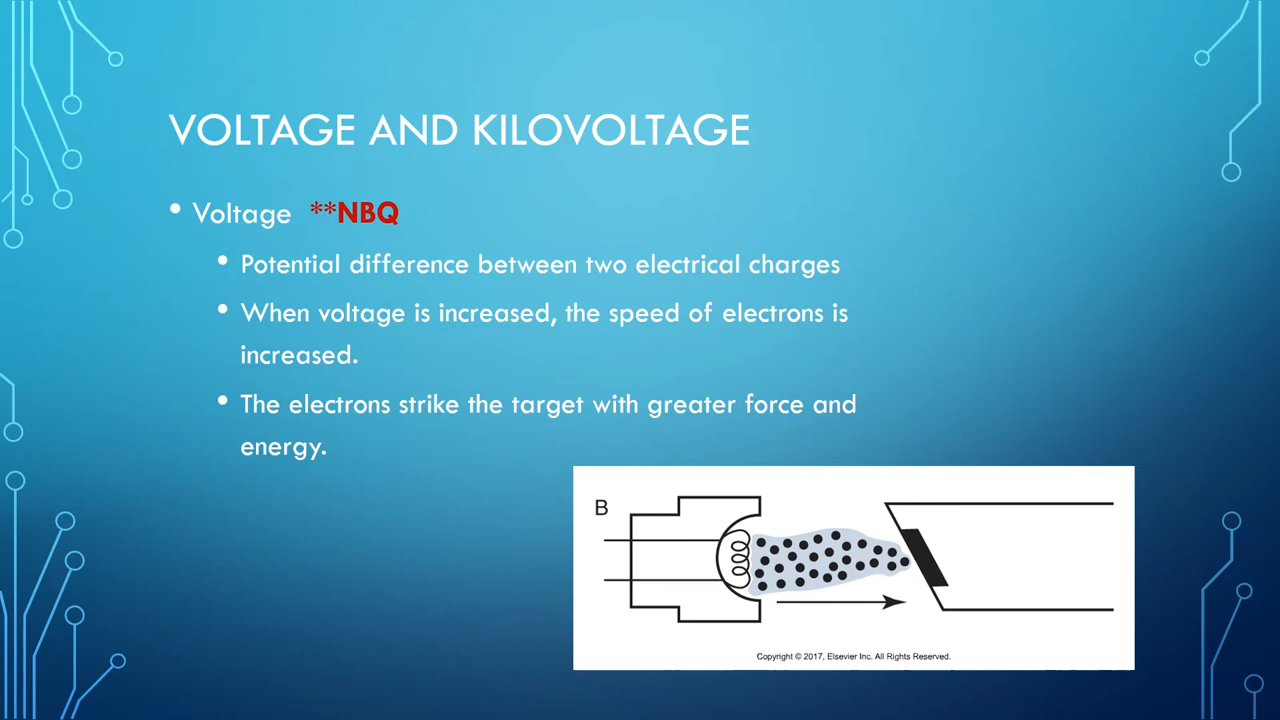 VOLTAGE AND KILOVOLTAGE
• Voltage **NBQ
• Potential difference between two electrical charges
• When voltage is increased, the speed of electrons is
increased.
• The electrons strike the target with greater force and
energy.
B
Copyright © 2017, Elsevier Inc. All Rights Reserved.